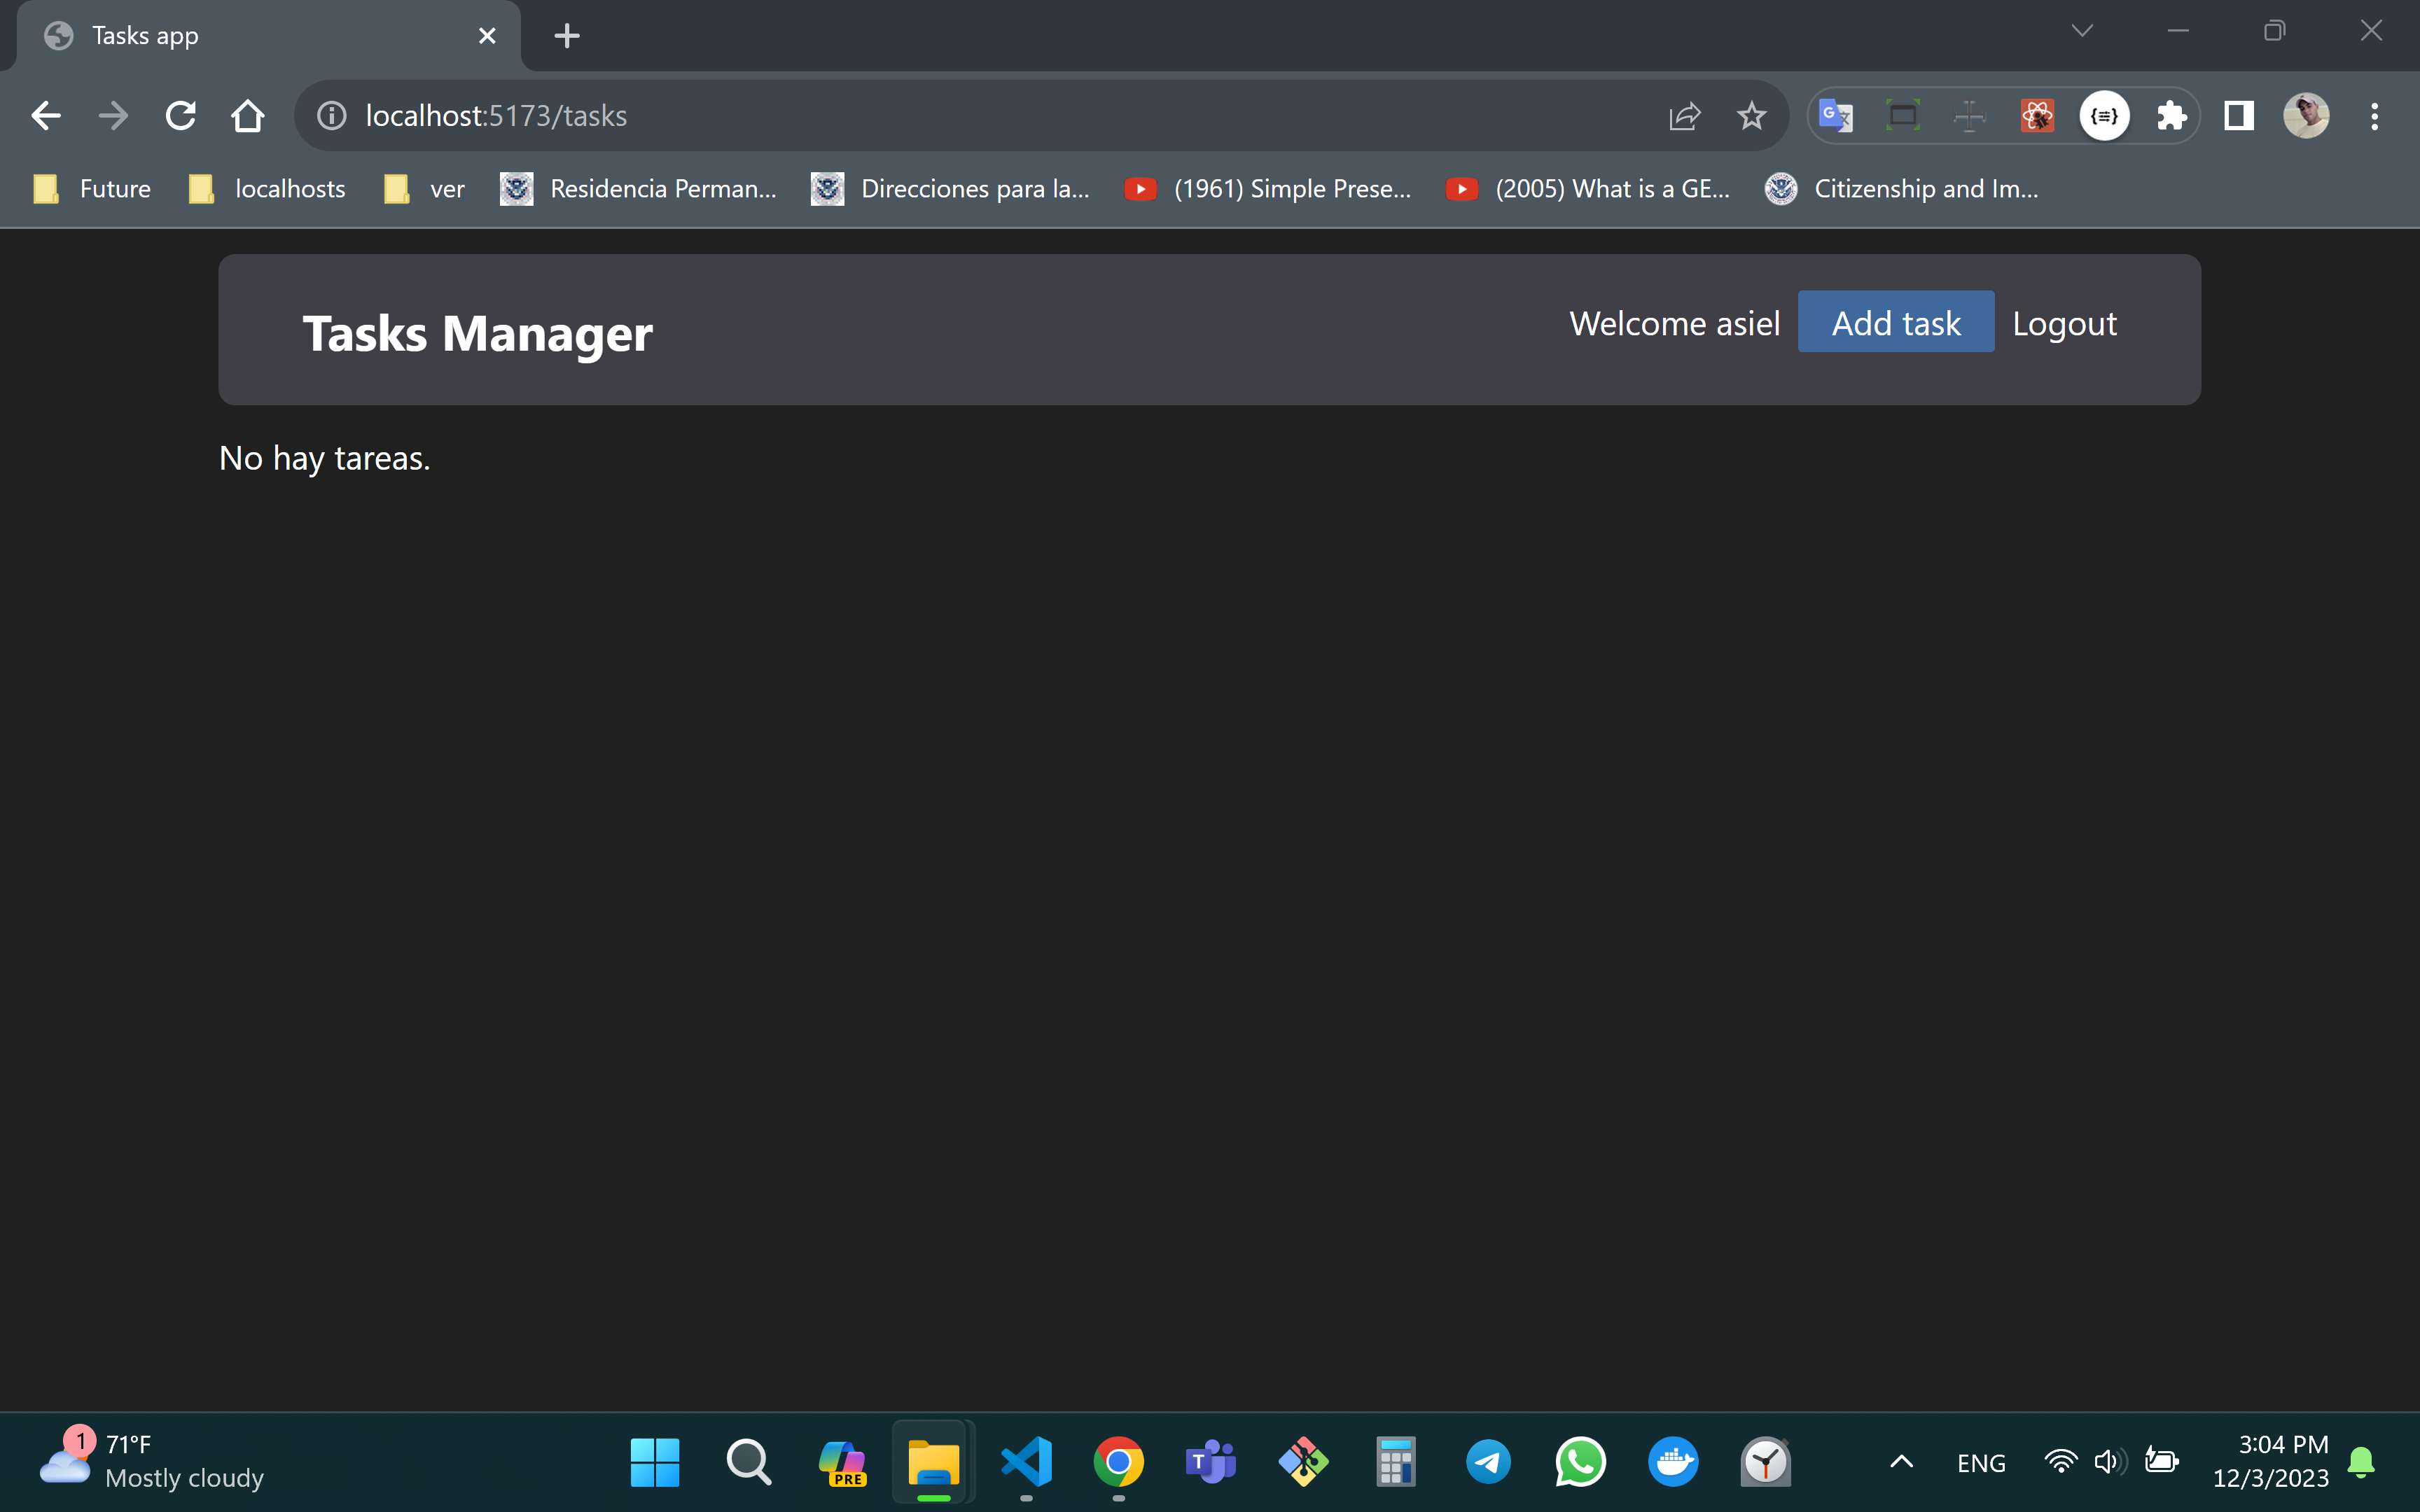 Tasks app
localhost:5173/tasks
Future localhosts ver Residencia Perman... Direcciones para la... (1961) Simple Prese... (2005) What is a GE... Citizenship and Im...
Tasks Manager
Welcome asiel Add task Logout
No hay tareas.
1
71°F
Mostly cloudy
PRE
T
ENG
3:04 PM
12/3/2023